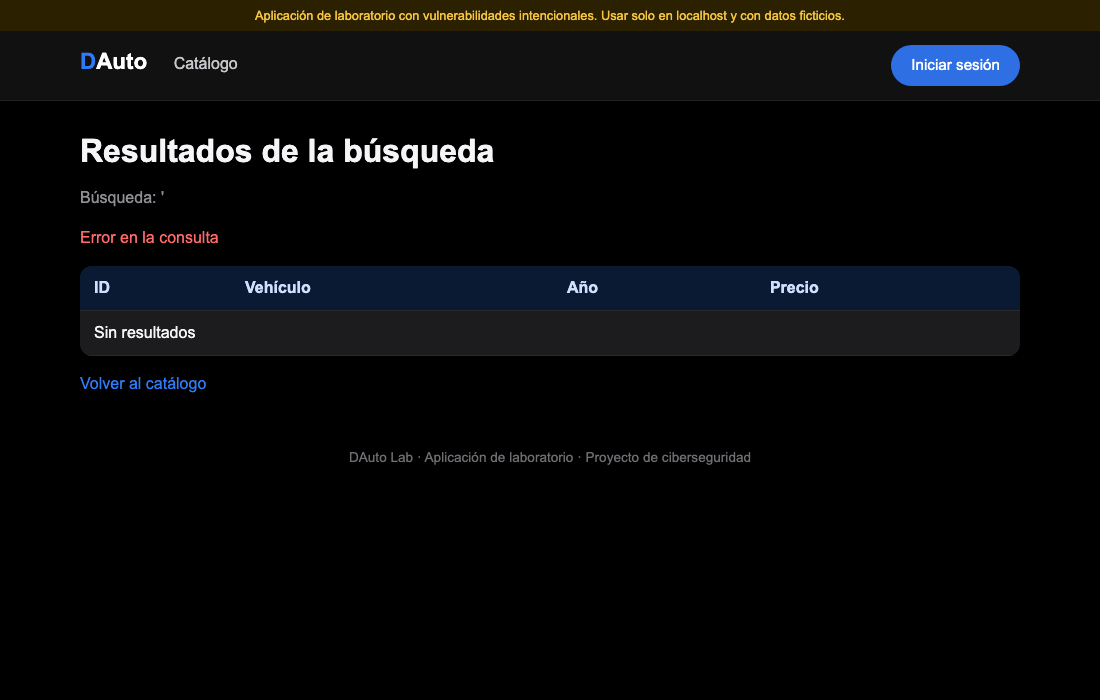 Aplicación de laboratorio con vulnerabilidades intencionales. Usar solo en localhost y con datos ficticios.
DAuto Catálogo Iniciar sesión
Resultados de la búsqueda
Búsqueda: '
Error en la consulta
ID Vehículo Año Precio
Sin resultados
Volver al catálogo
DAuto Lab · Aplicación de laboratorio · Proyecto de ciberseguridad